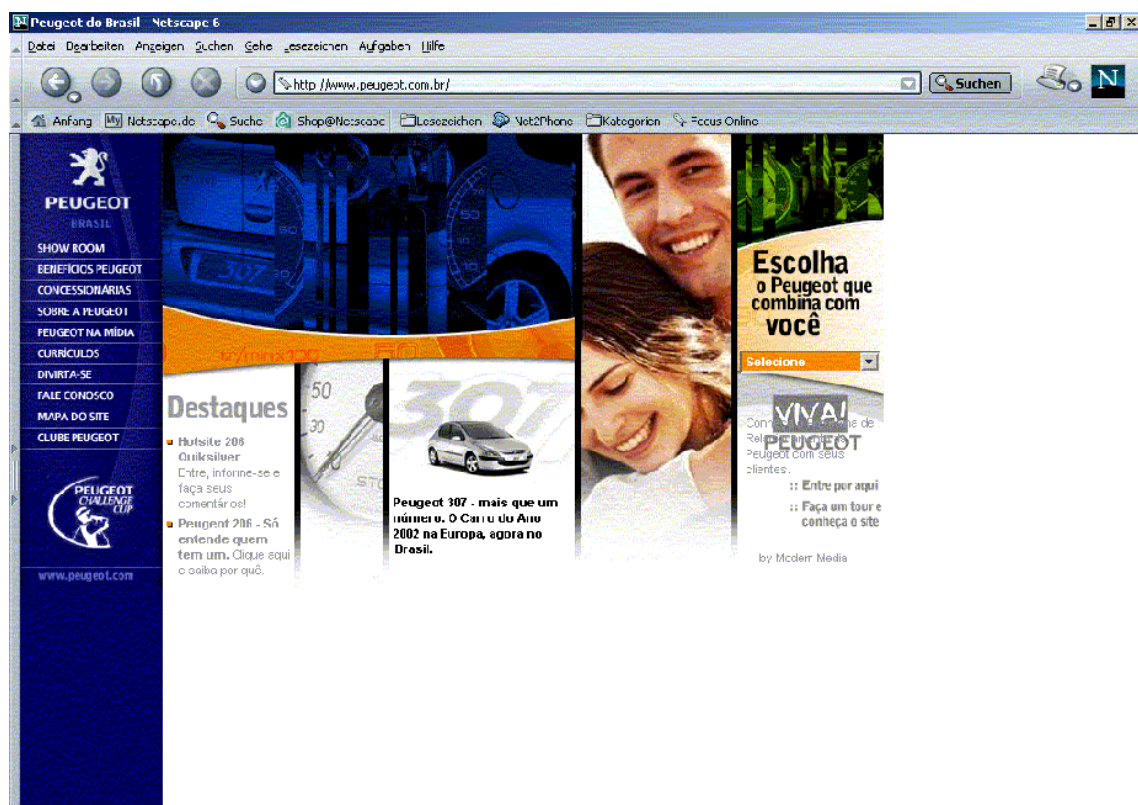 Peugeot do Brasil - Netscape 6
Datei Bearbeiten Anzeigen Suchen Gehe Lesezeichen Aufgaben Hilfe
http://www.peugeot.com.br/
Suchen
N
Anfang My Netscape.de Suche Shop@Netscape Lesezeichen Net2Phone Kategorien Focus Online
PEUGEOT
BRASIL
SHOW ROOM
BENEFÍCIOS PEUGEOT
CONCESSIONÁRIAS
SOBRE A PEUGEOT
PEUGEOT NA MÍDIA
CURRÍCULOS
DIVIRTA-SE
FALE CONOSCO
MAPA DO SITE
CLUBE PEUGEOT
PEUGEOT
CHALLENGE
CUP
www.peugeot.com
307
Destaques
Hotsite 206
Quiksilver
Entre, informe-se e
faça seus
comentários!
Peugeot 206 - Só
entende quem
tem um. Clique aqui
e saiba por quê.
50
30
307
Peugeot 307 - mais que um
número. O Carro do Ano
2002 na Europa, agora no
Brasil.
Escolha
o Peugeot que
combina com
você
Selecione
VIVA!
PEUGEOT
de
Peugeot com seus
clientes.
:: Entre por aqui
:: Faça um tour e
conheça o site
by Modem Media